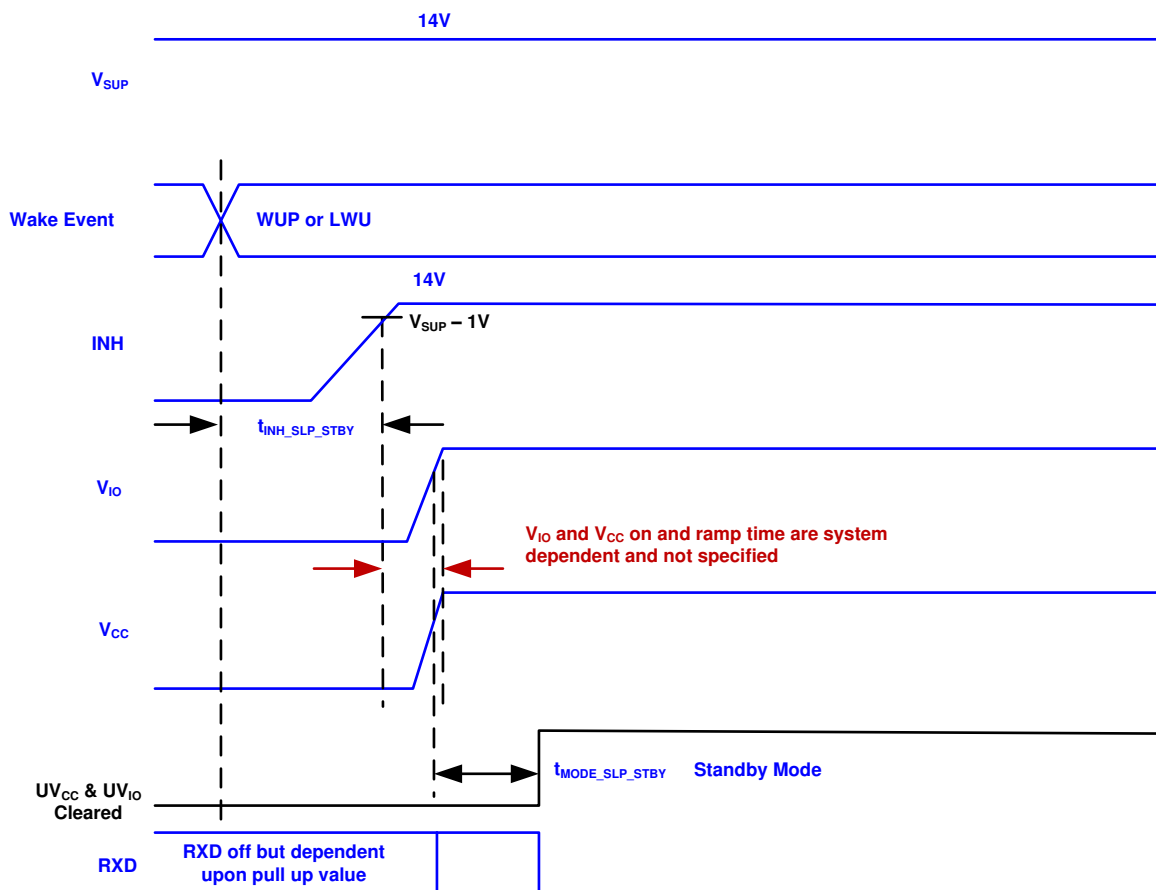 14V
VSUP
Wake Event
WUP or LWU
14V
VSUP – 1V
INH
tINH_SLP_STBY
VIO
VIO and VCC on and ramp time are system
dependent and not specified
VCC
tMODE_SLP_STBY
Standby Mode
UVCC & UVIO
Cleared
RXD
RXD off but dependent
upon pull up value